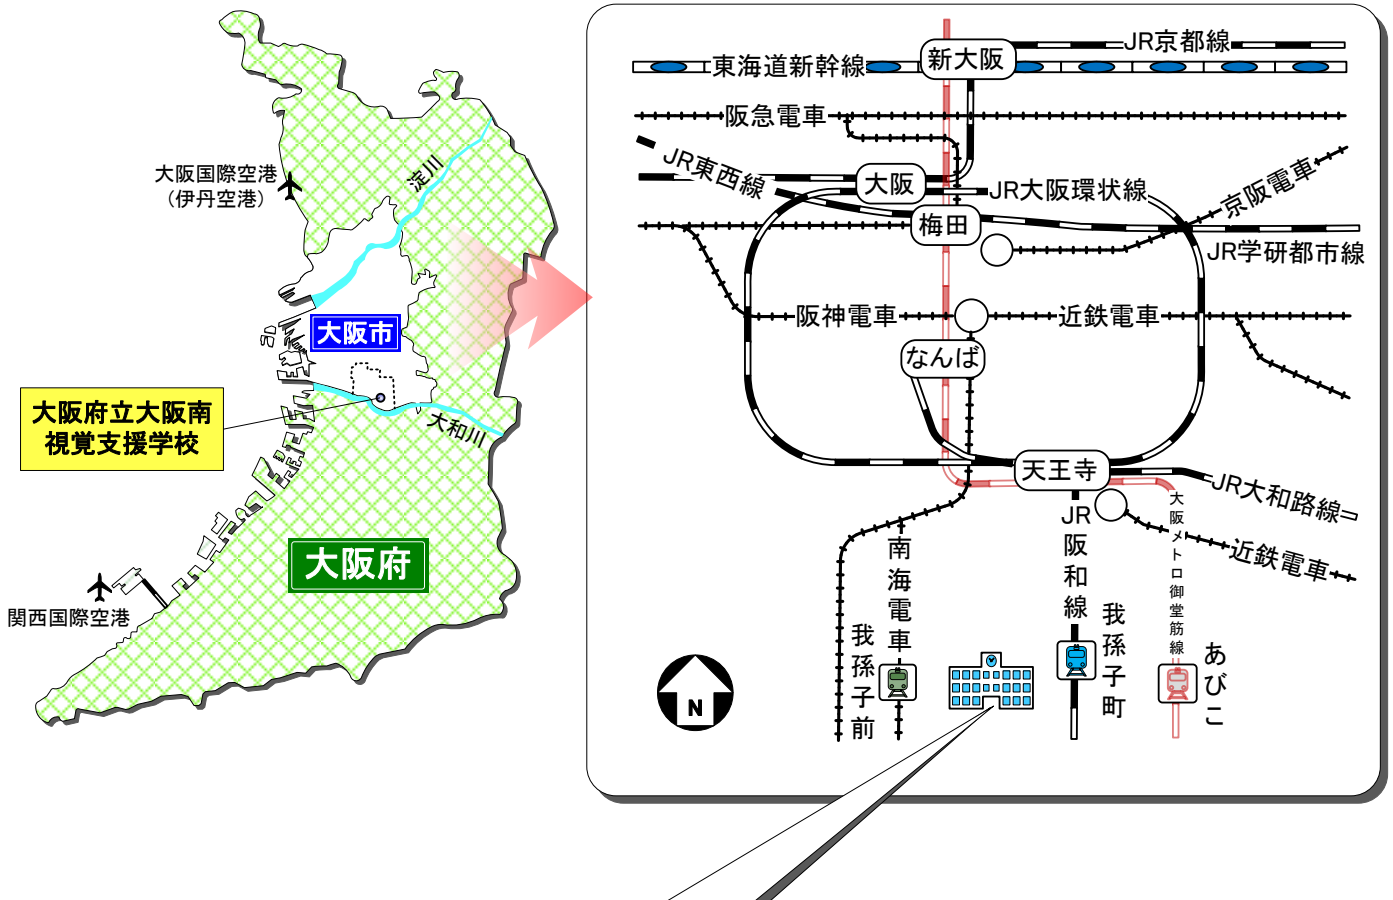 大阪国際空港
（伊丹空港）
淀川
大阪市
大阪府立大阪南
視覚支援学校
大和川
大阪府
関西国際空港
JR京都線
新大阪
東海道新幹線
阪急電車
JR東西線
大阪
JR大阪環状線
京阪電車
梅田
JR学研都市線
阪神電車
近鉄電車
なんば
天王寺
JR大和路線
近鉄電車
JR阪和線
大阪メトロ御堂筋線
南海電車
我孫子前
我孫子町
あびこ
N